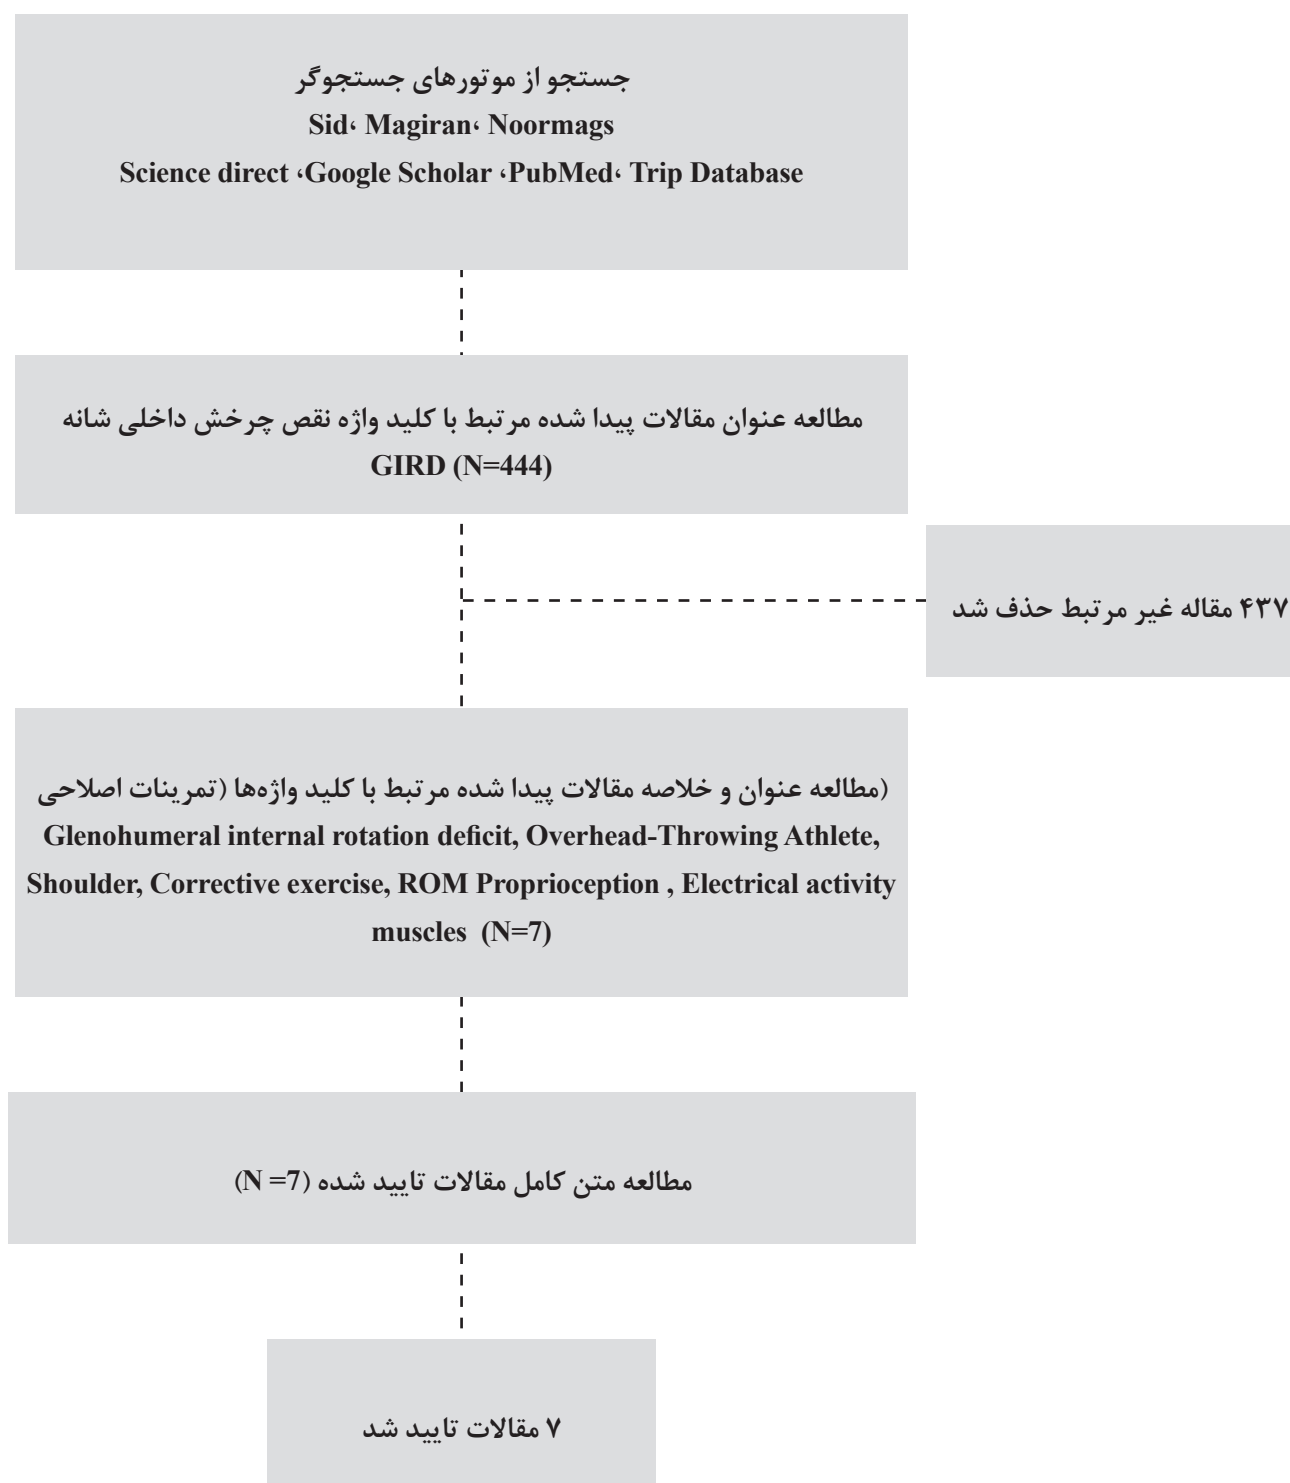 جستجو از موتورهای جستجوگر
Sid، Magiran، Noormags
Science direct ،Google Scholar ،PubMed، Trip Database
مطالعه عنوان مقالات پیدا شده مرتبط با کلید واژه نقص چرخش داخلی شانه
GIRD (N=444)
۴۳۷ مقاله غیر مرتبط حذف شد
(مطالعه عنوان و خلاصه مقالات پیدا شده مرتبط با کلید واژه‌ها (تمرینات اصلاحی
Glenohumeral internal rotation deficit, Overhead-Throwing Athlete,
Shoulder, Corrective exercise, ROM Proprioception , Electrical activity
muscles (N=7)
مطالعه متن کامل مقالات تایید شده (N =7)
۷ مقالات تایید شد